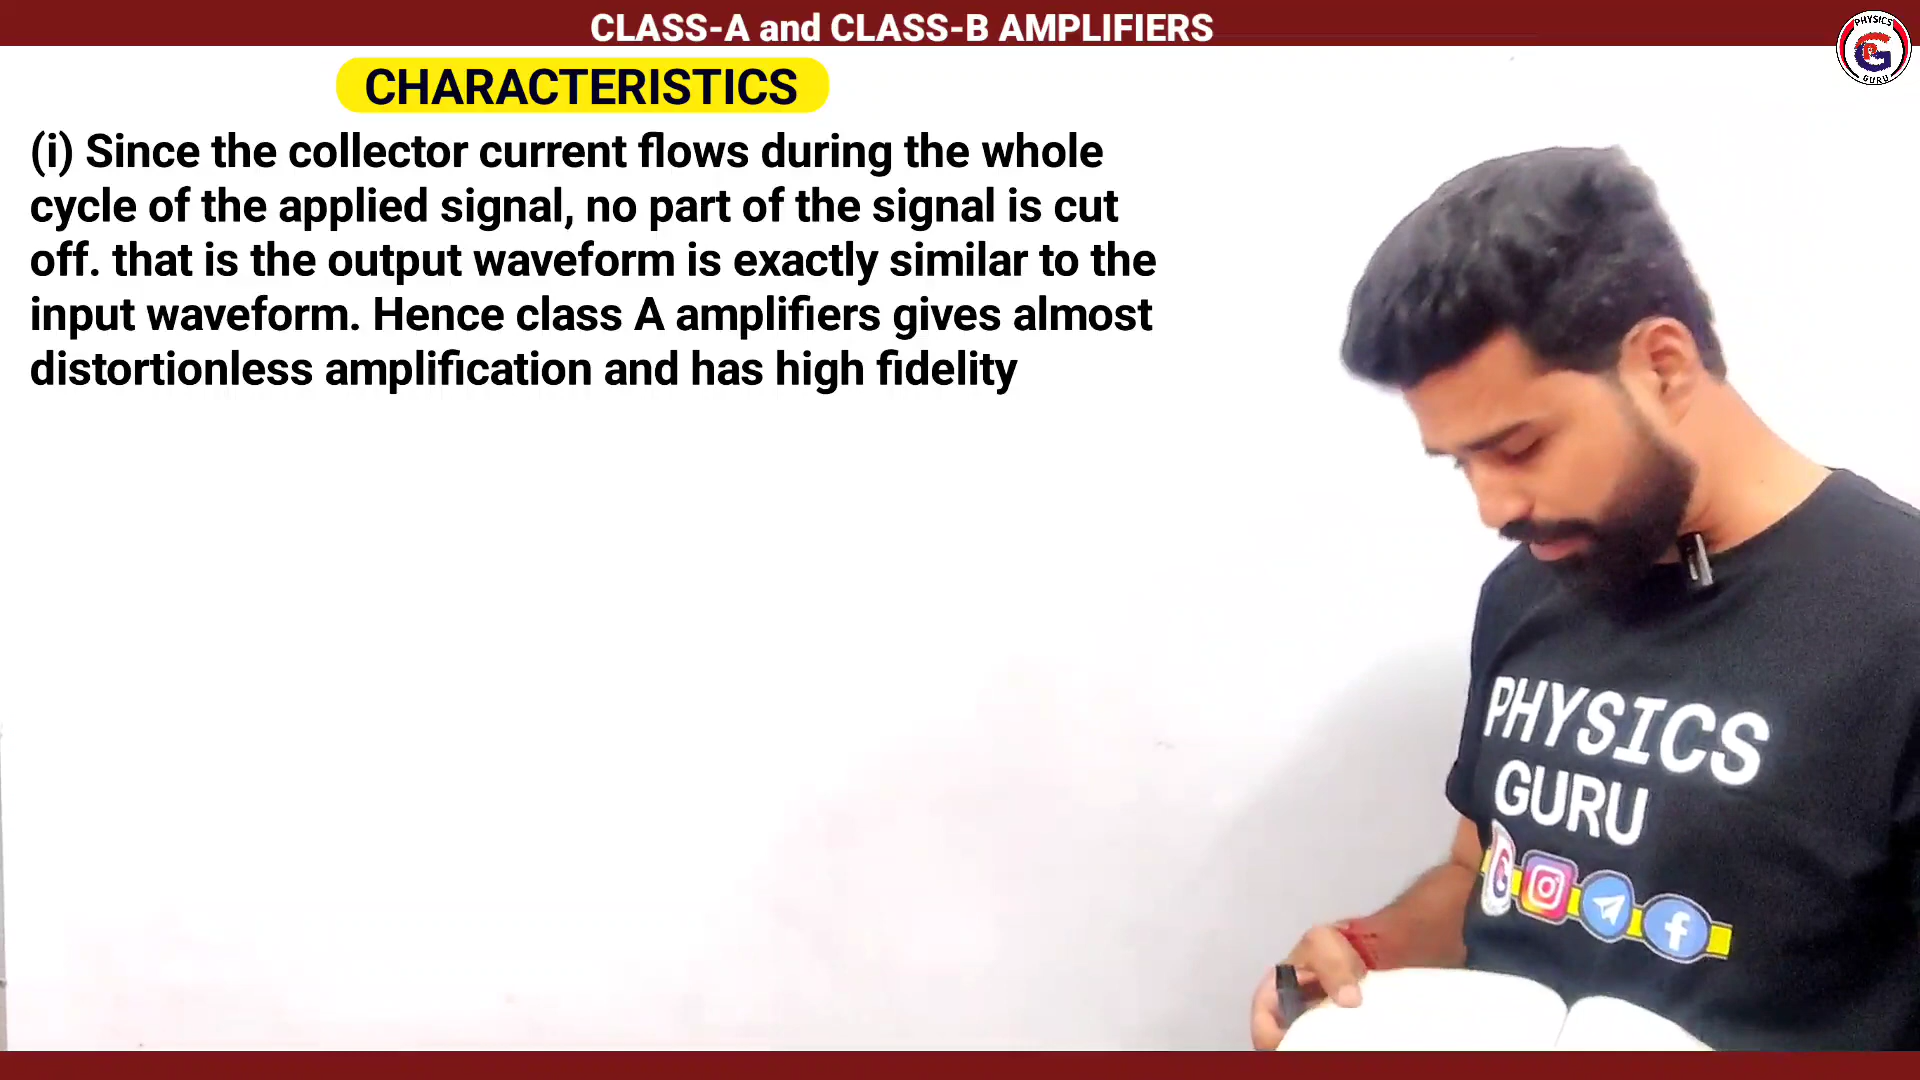 CLASS-A and CLASS-B AMPLIFIERS
PHYSICS
GURU
CHARACTERISTICS
(i) Since the collector current flows during the whole
cycle of the applied signal, no part of the signal is cut
off. that is the output waveform is exactly similar to the
input waveform. Hence class A amplifiers gives almost
distortionless amplification and has high fidelity
PHYSICS
GURU